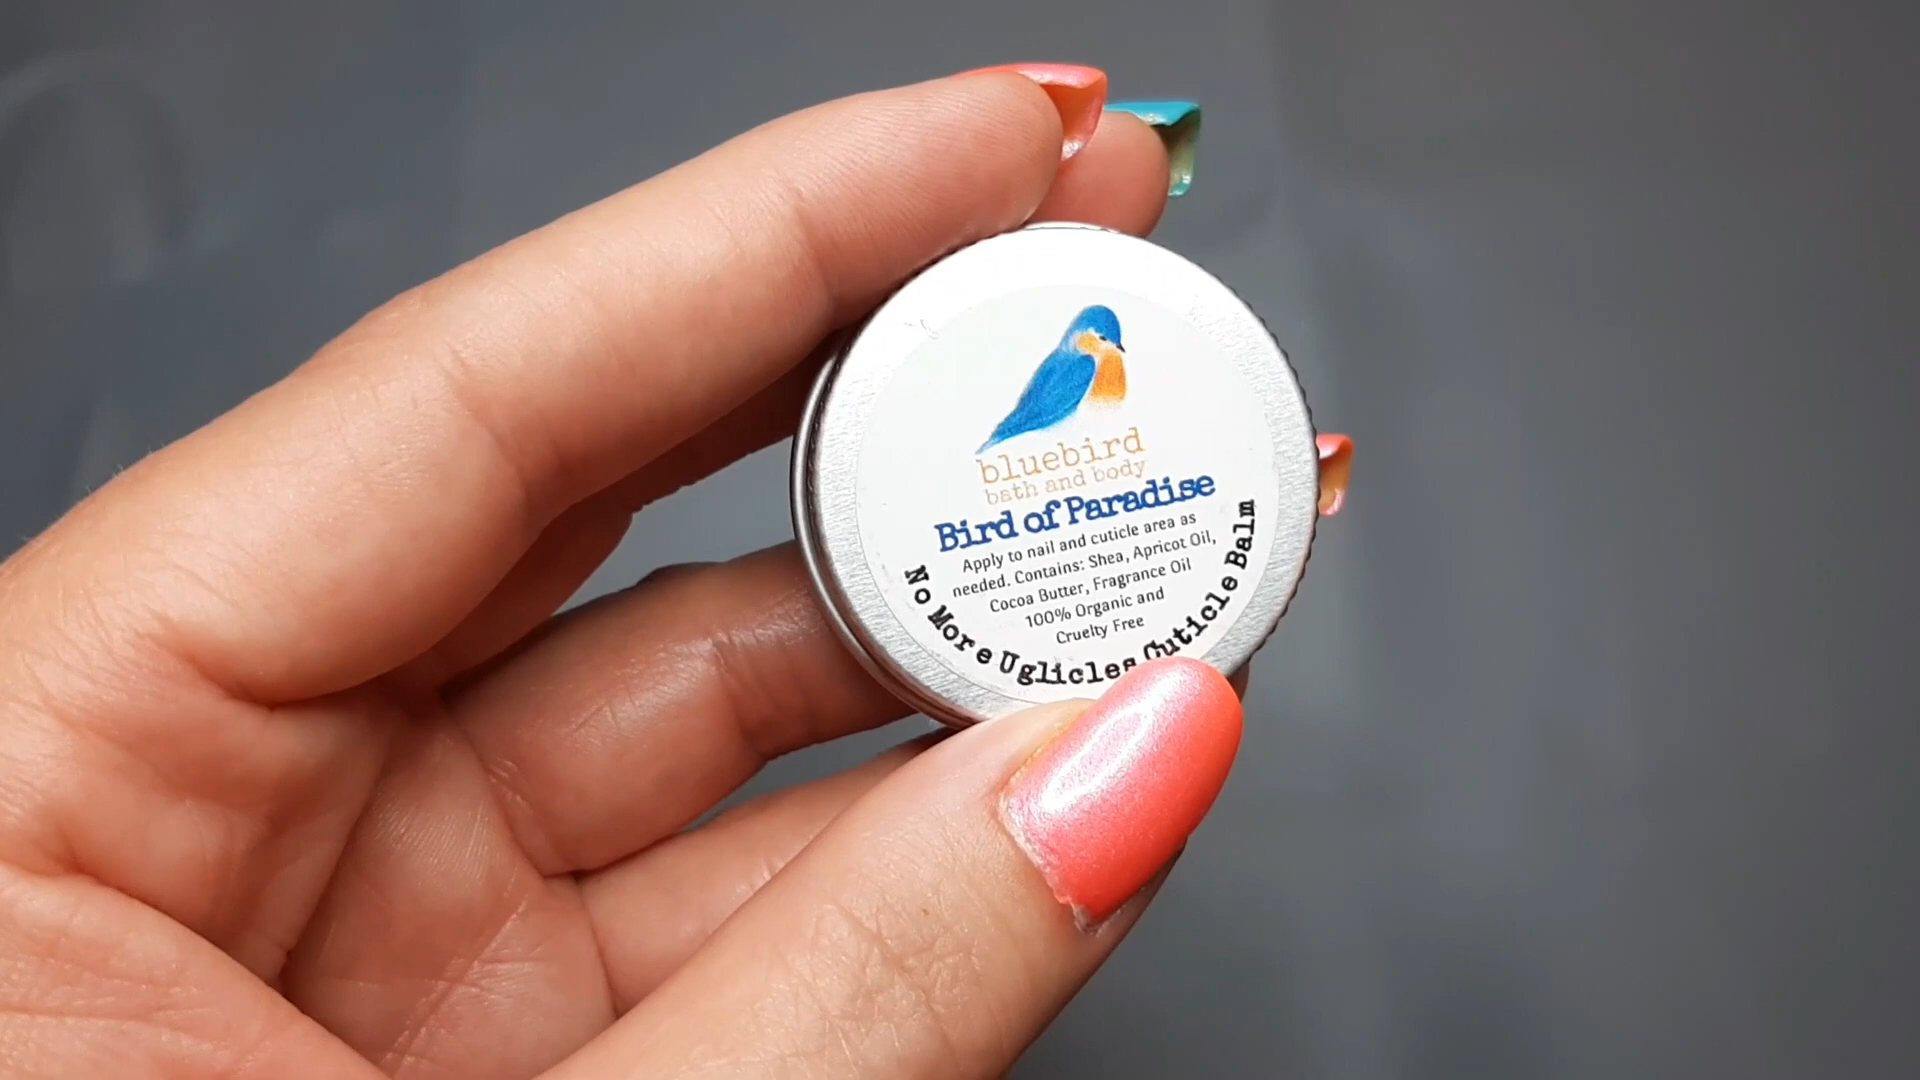 bluebird
bath and body
Bird of Paradise
Apply to nail and cuticle area as
needed. Contains: Shea, Apricot Oil,
Cocoa Butter, Fragrance Oil
100% Organic and
Cruelty Free
No More Uglicles Cuticle Balm